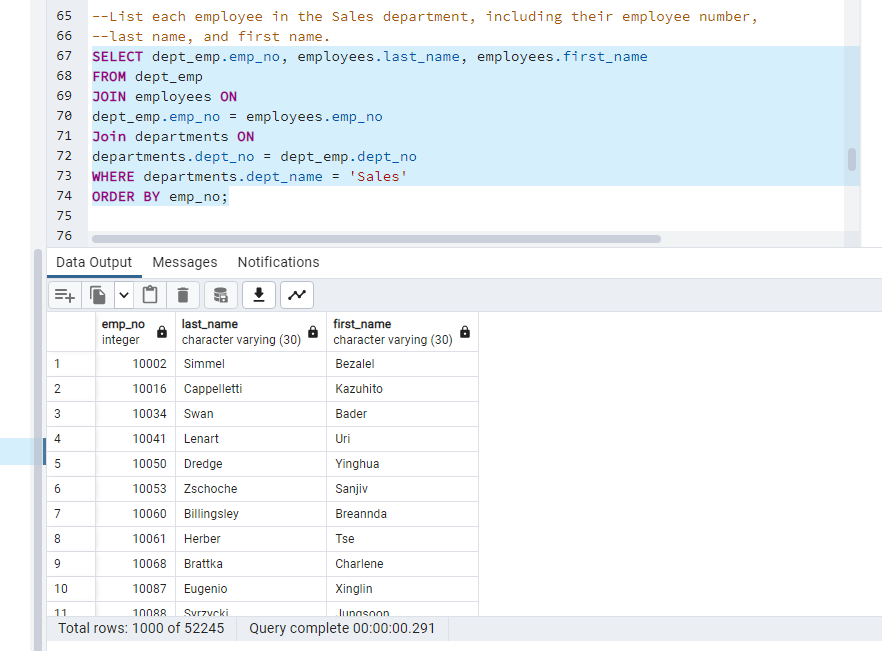 65 --List each employee in the Sales department, including their employee number,
66 --last name, and first name.
67 SELECT dept_emp.emp_no, employees.last_name, employees.first_name
68 FROM dept_emp
69 JOIN employees ON
70 dept_emp.emp_no = employees.emp_no
71 Join departments ON
72 departments.dept_no = dept_emp.dept_no
73 WHERE departments.dept_name = 'Sales'
74 ORDER BY emp_no;
75
76
Data Output Messages Notifications
emp_no last_name first_name
integer character varying (30) character varying (30)
1 10002 Simmel Bezalel
2 10016 Cappelletti Kazuhito
3 10034 Swan Bader
4 10041 Lenart Uri
5 10050 Dredge Yinghua
6 10053 Zschoche Sanjiv
7 10060 Billingsley Breannda
8 10061 Herber Tse
9 10068 Brattka Charlene
10 10087 Eugenio Xinglin
11 10088 Syrzycki Jungsoon
Total rows: 1000 of 52245 Query complete 00:00:00.291